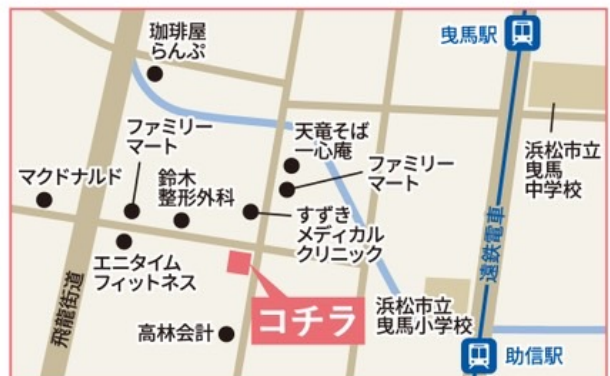 珈琲屋
らんぷ
曳馬駅
ファミリー
マート
天竜そば
一心庵
ファミリー
マート
浜松市立
曳馬
中学校
マクドナルド
鈴木
整形外科
すずき
メディカル
クリニック
エニタイム
フィットネス
遠鉄電車
飛龍街道
コチラ
浜松市立
曳馬小学校
高林会計
助信駅